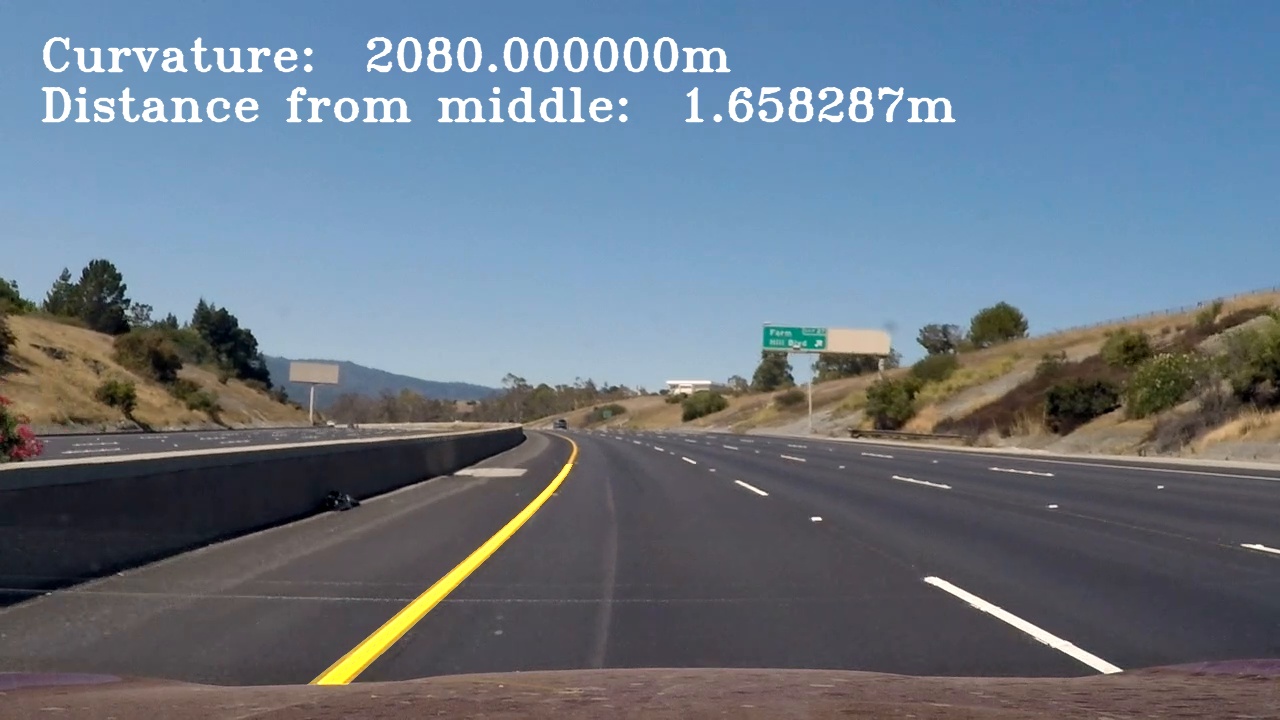 Curvature: 2080.000000m
Distance from middle: 1.658287m
Farm
Hill Blvd